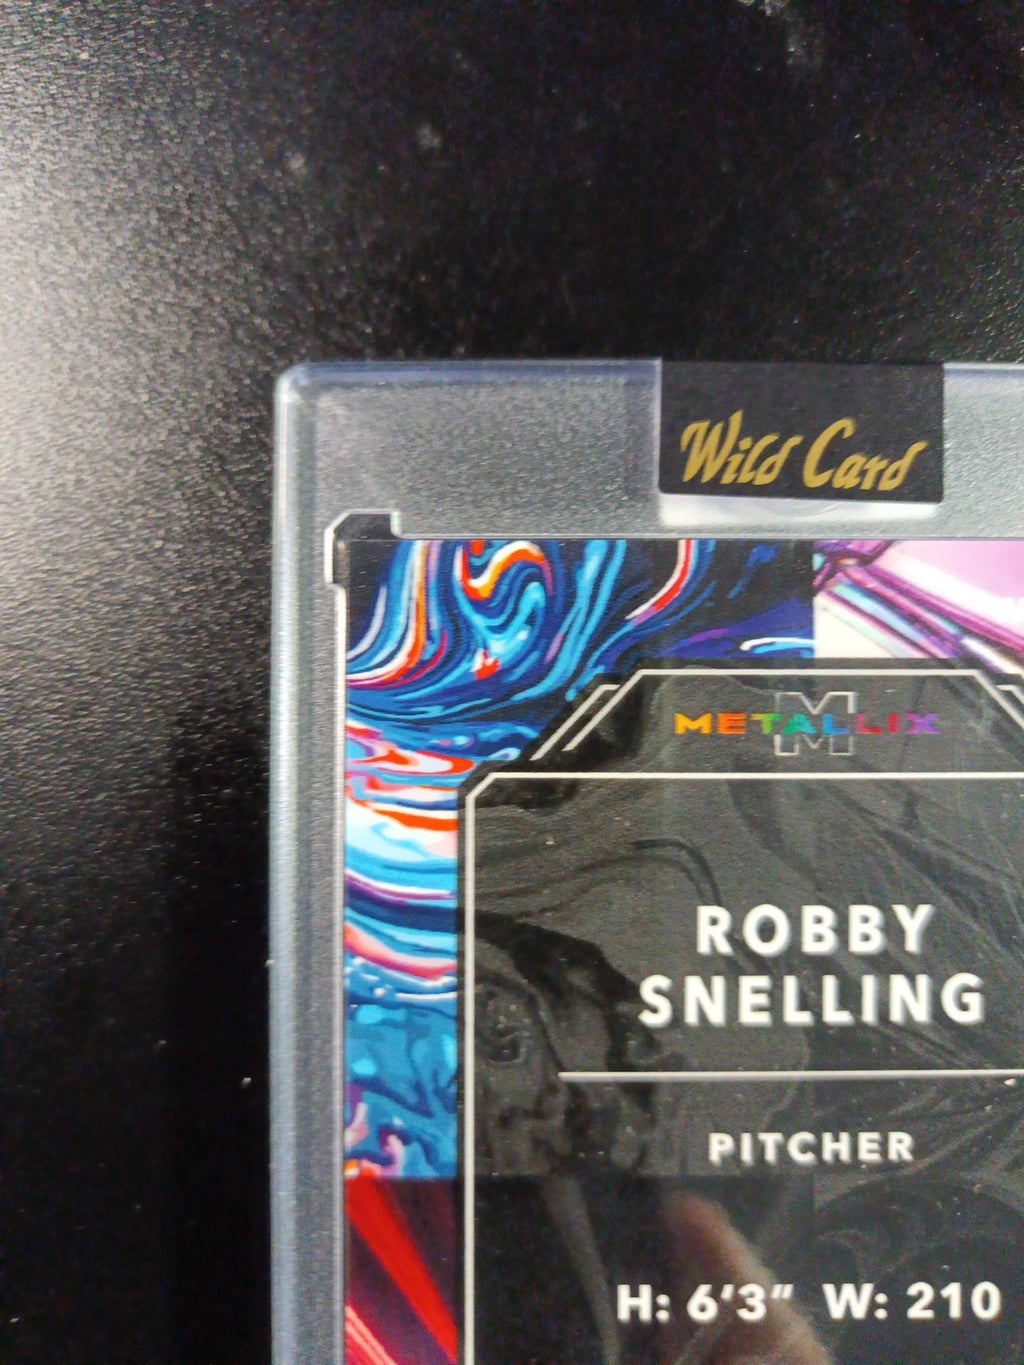 Wild Card
METALLIX
M
ROBBY
SNELLING
PITCHER
H: 6'3" W: 210